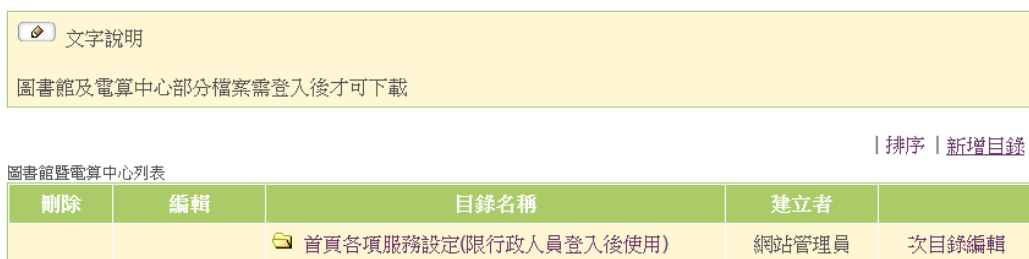 文字說明
圖書館及電算中心部分檔案需登入後才可下載
|排序 |新增目錄
圖書館暨電算中心列表
刪除 編輯 目錄名稱 建立者
首頁各項服務設定(限行政人員登入後使用) 網站管理員 次目錄編輯